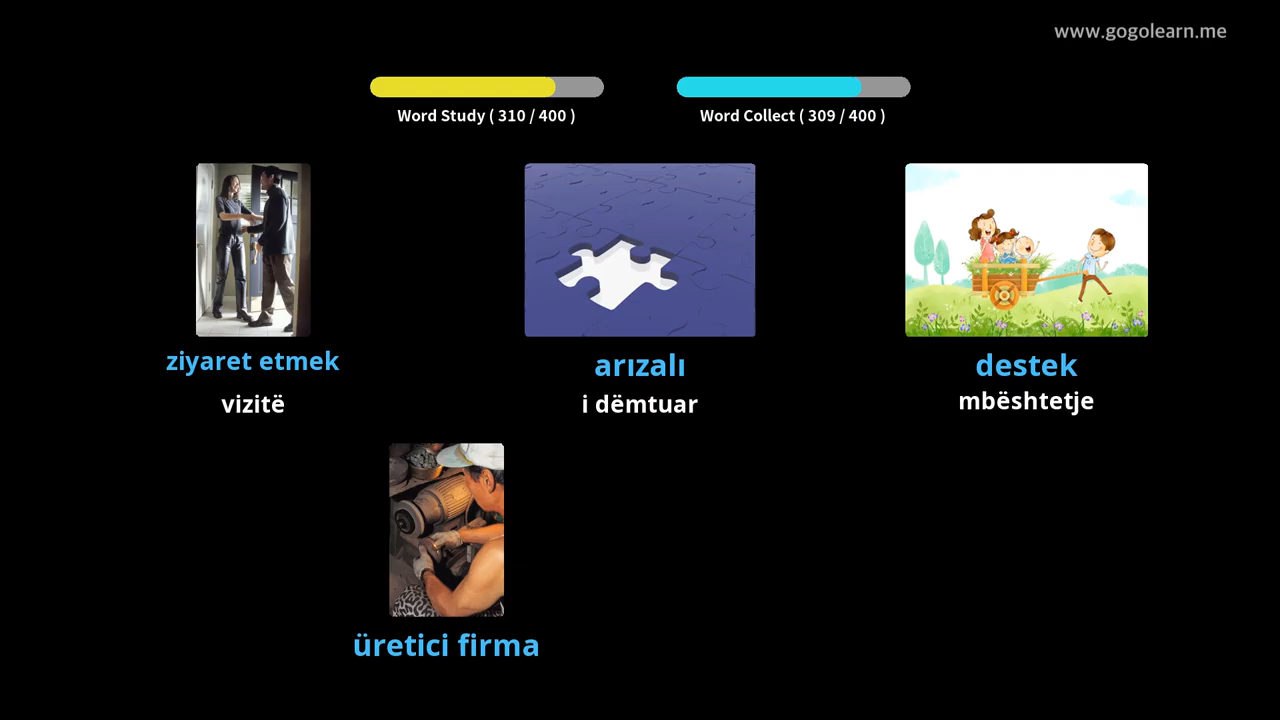 www.gogolearn.me
Word Study ( 310 / 400 )
Word Collect ( 309 / 400 )
ziyaret etmek
vizitë
arızalı
i dëmtuar
destek
mbështetje
üretici firma